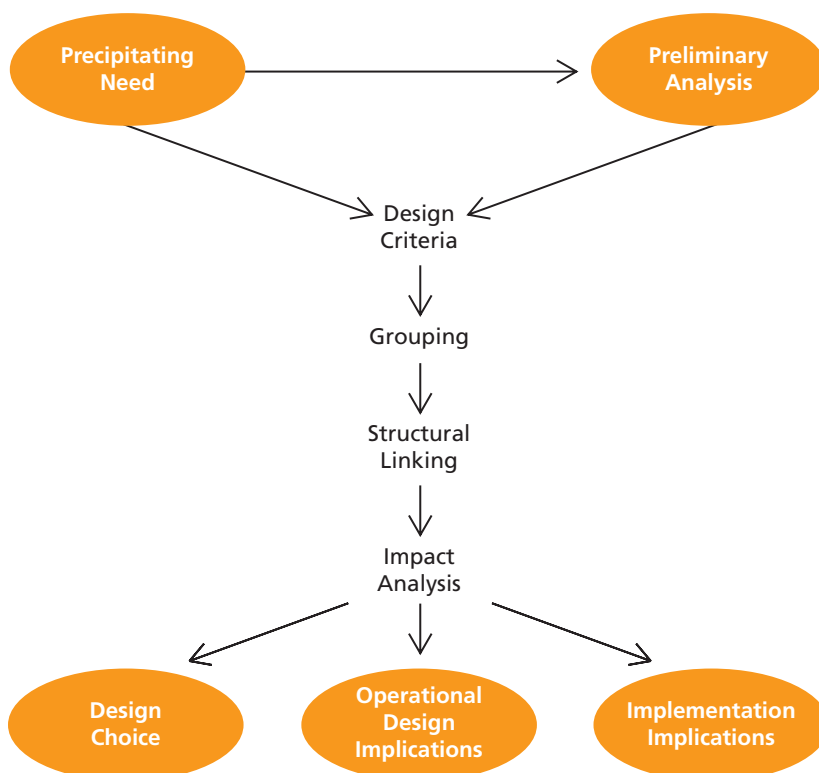 Precipitating
Need
Preliminary
Analysis
Design
Criteria
Grouping
Structural
Linking
Impact
Analysis
Design
Choice
Operational
Design
Implications
Implementation
Implications